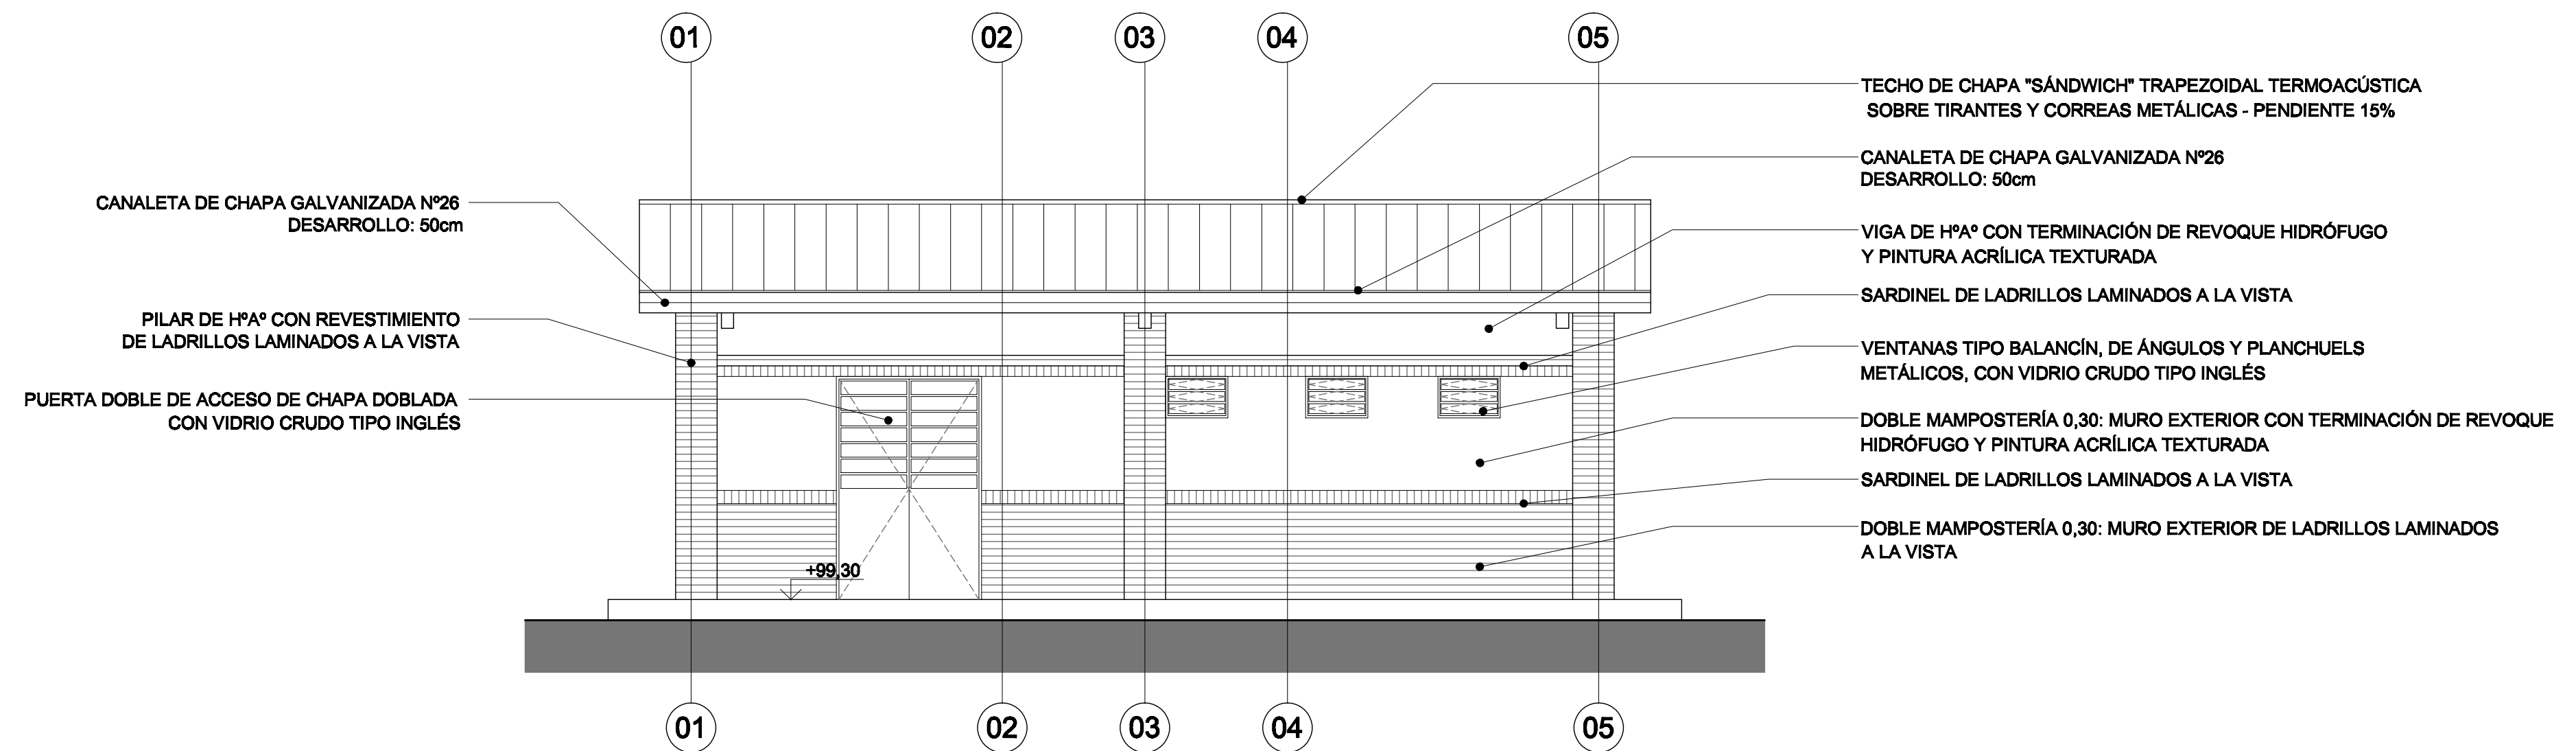 01
02
03
04
05
TECHO DE CHAPA "SÁNDWICH" TRAPEZOIDAL TERMOACÚSTICA
SOBRE TIRANTES Y CORREAS METÁLICAS - PENDIENTE 15%
CANALETA DE CHAPA GALVANIZADA Nº26
DESARROLLO: 50cm
CANALETA DE CHAPA GALVANIZADA Nº26
DESARROLLO: 50cm
VIGA DE HºAº CON TERMINACIÓN DE REVOQUE HIDRÓFUGO
Y PINTURA ACRÍLICA TEXTURADA
SARDINEL DE LADRILLOS LAMINADOS A LA VISTA
PILAR DE HºAº CON REVESTIMIENTO
DE LADRILLOS LAMINADOS A LA VISTA
VENTANAS TIPO BALANCÍN, DE ÁNGULOS Y PLANCHUELS
METÁLICOS, CON VIDRIO CRUDO TIPO INGLÉS
PUERTA DOBLE DE ACCESO DE CHAPA DOBLADA
CON VIDRIO CRUDO TIPO INGLÉS
DOBLE MAMPOSTERÍA 0,30: MURO EXTERIOR CON TERMINACIÓN DE REVOQUE
HIDRÓFUGO Y PINTURA ACRÍLICA TEXTURADA
SARDINEL DE LADRILLOS LAMINADOS A LA VISTA
DOBLE MAMPOSTERÍA 0,30: MURO EXTERIOR DE LADRILLOS LAMINADOS
A LA VISTA
+99,30
01
02
03
04
05